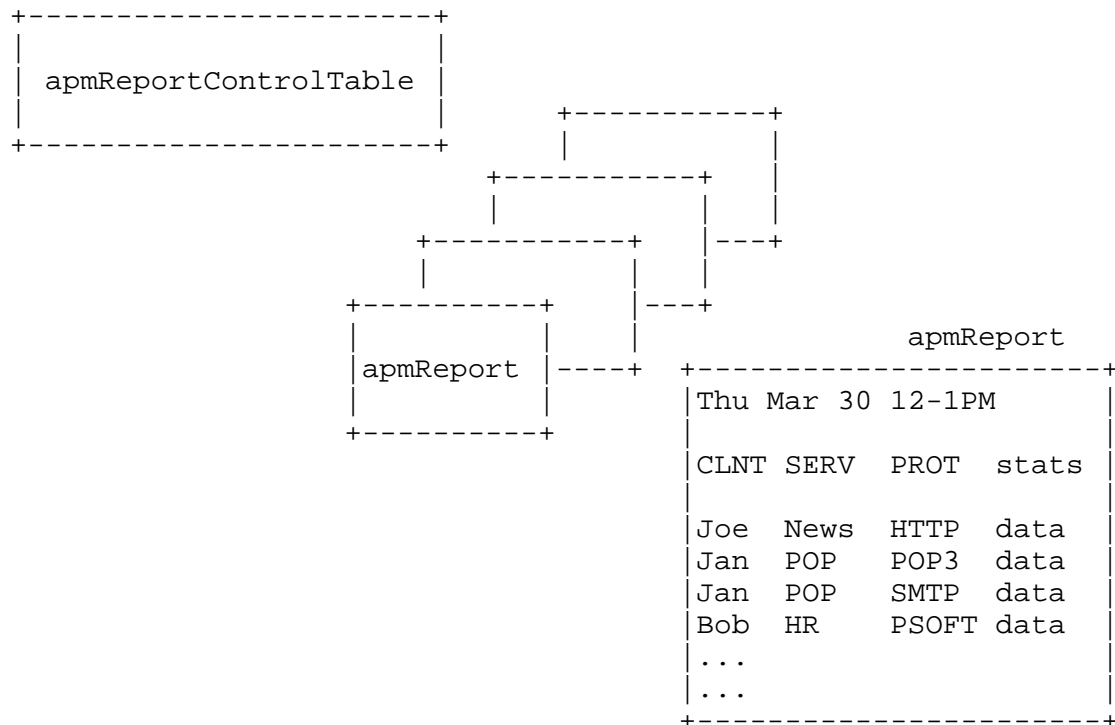 apmReportControlTable
apmReport
apmReport
Thu Mar 30 12-1PM
CLNT SERV PROT stats
Joe News HTTP data
Jan POP POP3 data
Jan POP SMTP data
Bob HR PSOFT data
...
...